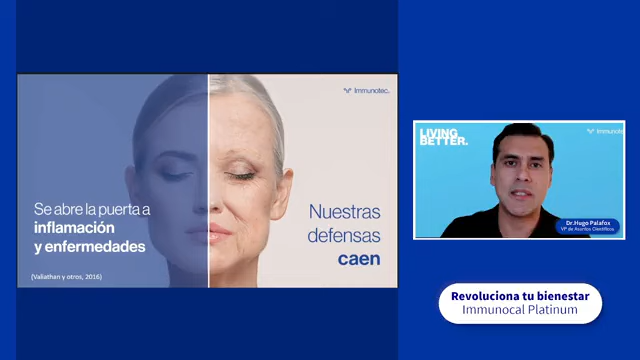 Immunotec.
Se abre la puerta a
inflamación
y enfermedades
(Valiathan y otros, 2016)
Nuestras
defensas
caen
LIVING
BETTER.
Immunotec
Dr. Hugo Palafox
VP de Asuntos Científicos
Revoluciona tu bienestar
Immunocal Platinum